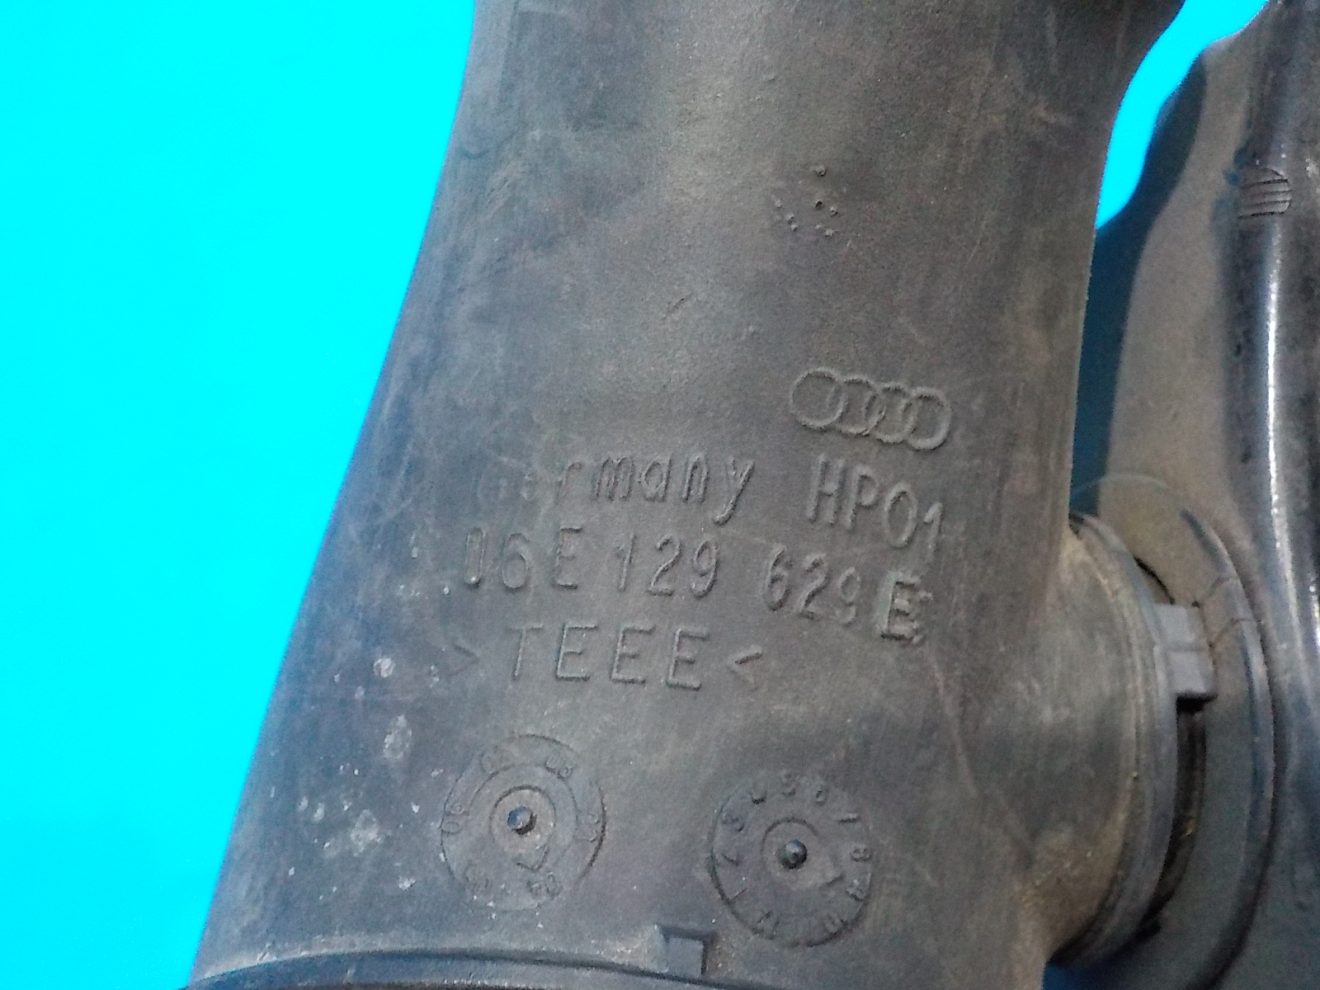 Germany HP01
06E 129 629 E
>TEEE<